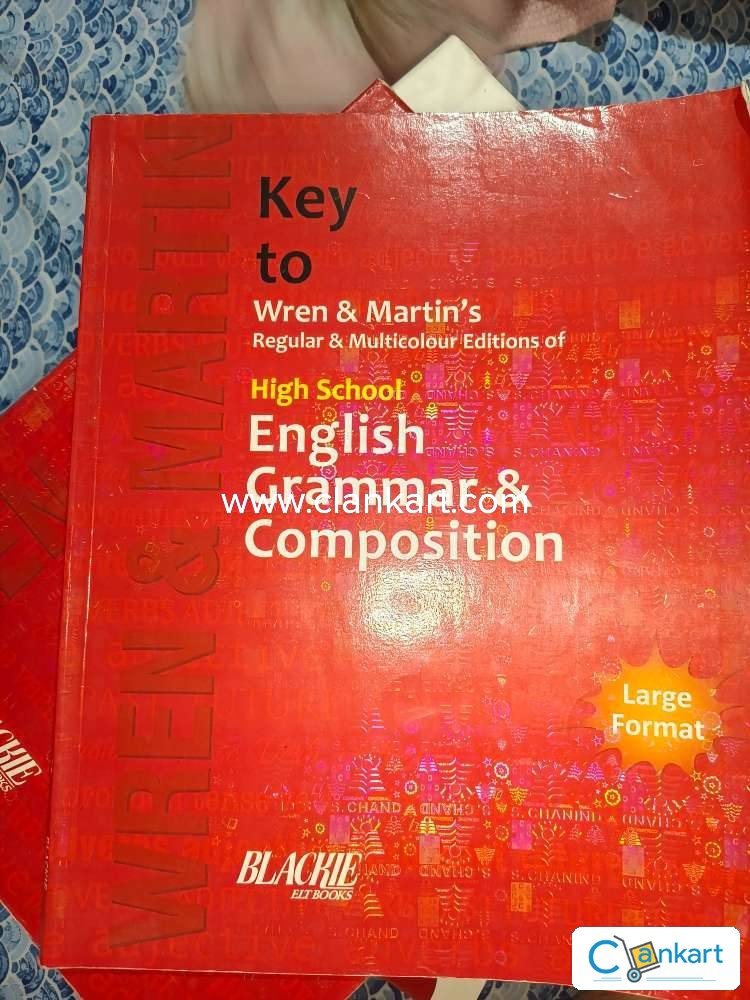 Key
to
Wren & Martin's
Regular & Multicolour Editions of
High School
English
Grammar &
www.clankart.com
Composition
WREN & MARTIN
Large
Format
BLACKIE
ELT BOOKS
S. CHAND
Clankart